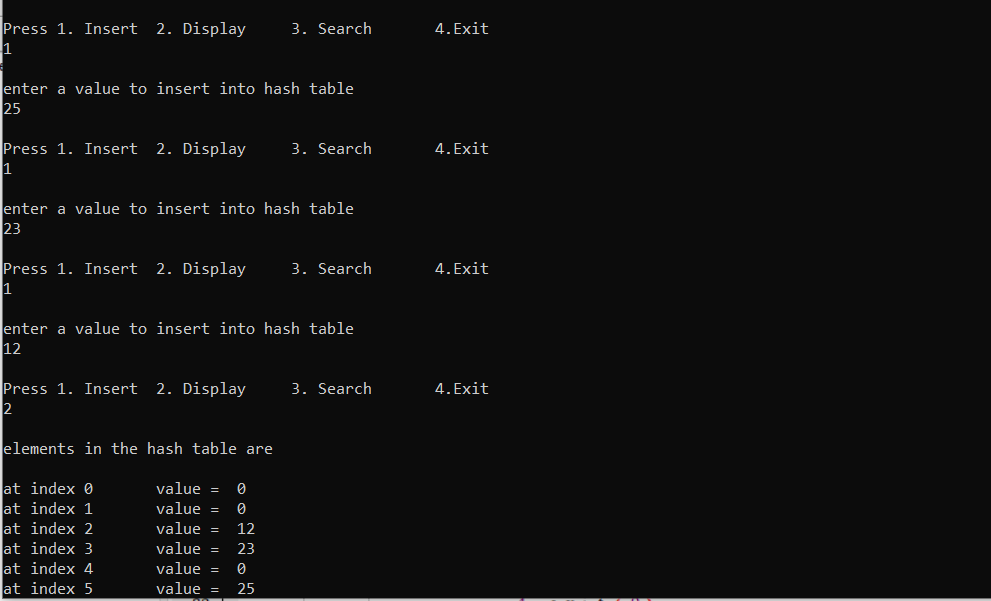 Press 1. Insert  2. Display     3. Search       4.Exit
1
enter a value to insert into hash table
25
Press 1. Insert  2. Display     3. Search       4.Exit
1
enter a value to insert into hash table
23
Press 1. Insert  2. Display     3. Search       4.Exit
1
enter a value to insert into hash table
12
Press 1. Insert  2. Display     3. Search       4.Exit
2
elements in the hash table are
at index 0       value =  0
at index 1       value =  0
at index 2       value =  12
at index 3       value =  23
at index 4       value =  0
at index 5       value =  25